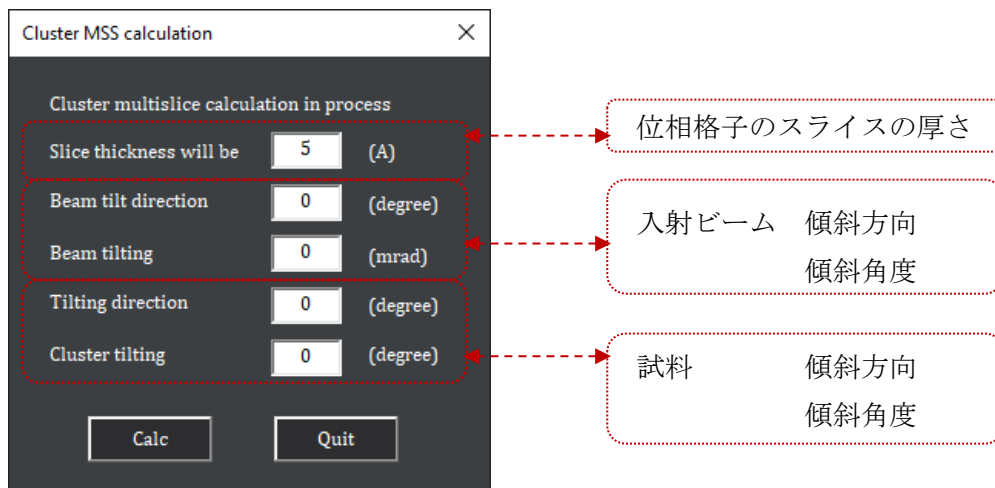 Cluster MSS calculation
Cluster multislice calculation in process
Slice thickness will be 5 (A)
Beam tilt direction 0 (degree)
Beam tilting 0 (mrad)
Tilting direction 0 (degree)
Cluster tilting 0 (degree)
Calc Quit
位相格子のスライスの厚さ
入射ビーム 傾斜方向
傾斜角度
試料 傾斜方向
傾斜角度